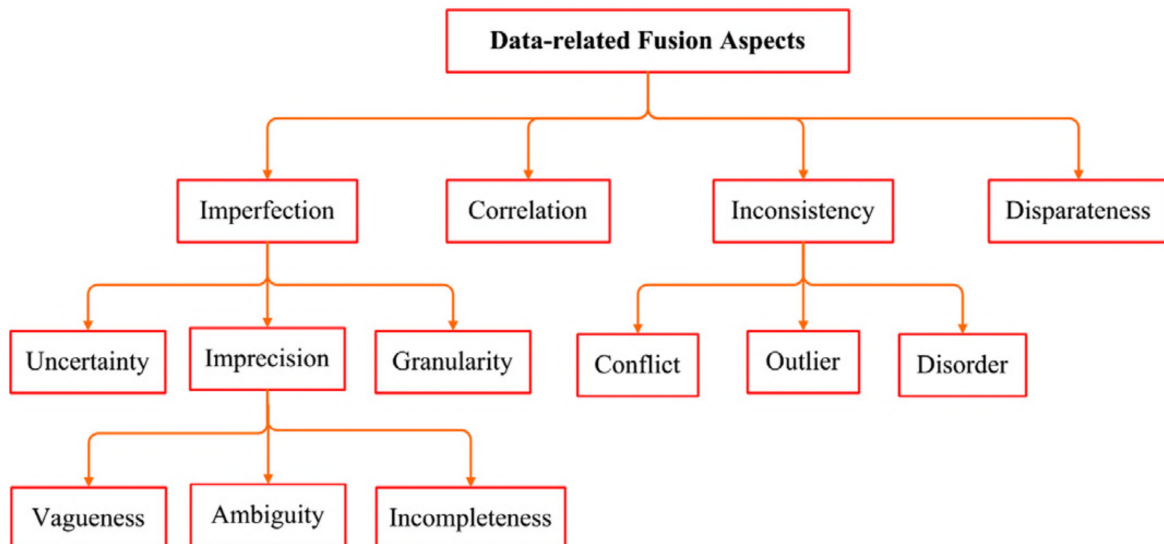 Data-related Fusion Aspects
Imperfection
Correlation
Inconsistency
Disparateness
Uncertainty
Imprecision
Granularity
Conflict
Outlier
Disorder
Vagueness
Ambiguity
Incompleteness